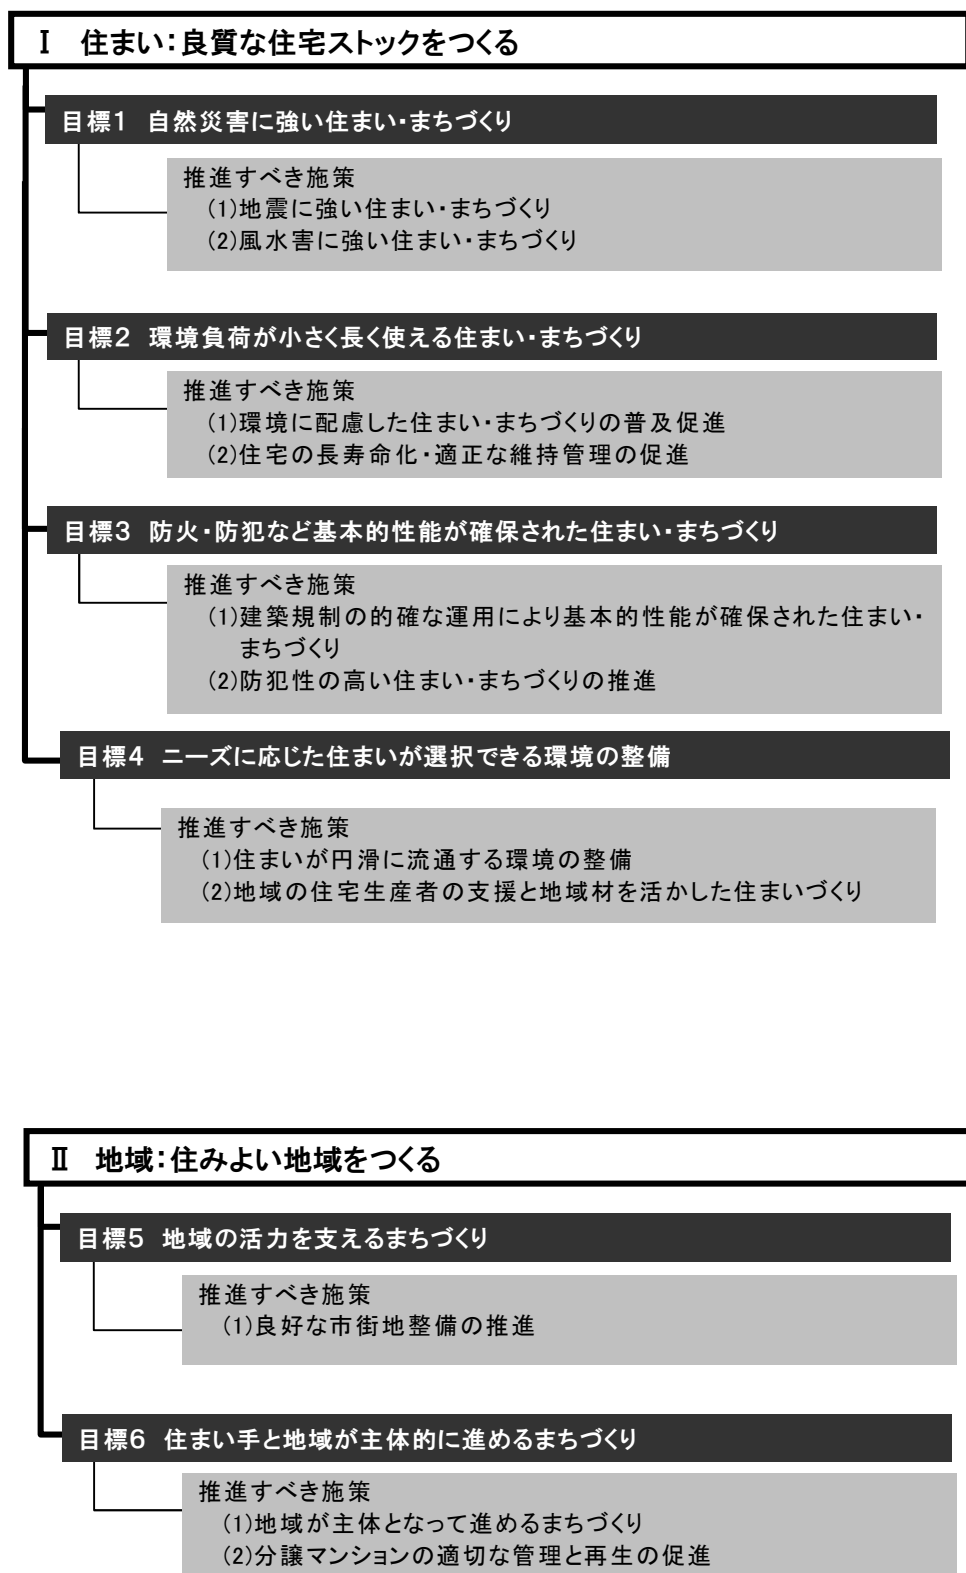 Ⅰ　住まい：良質な住宅ストックをつくる
目標1　自然災害に強い住まい・まちづくり
推進すべき施策
(1)地震に強い住まい・まちづくり
(2)風水害に強い住まい・まちづくり
目標2　環境負荷が小さく長く使える住まい・まちづくり
推進すべき施策
(1)環境に配慮した住まい・まちづくりの普及促進
(2)住宅の長寿命化・適正な維持管理の促進
目標3　防火・防犯など基本的性能が確保された住まい・まちづくり
推進すべき施策
(1)建築規制の的確な運用により基本的性能が確保された住まい・
まちづくり
(2)防犯性の高い住まい・まちづくりの推進
目標4　ニーズに応じた住まいが選択できる環境の整備
推進すべき施策
(1)住まいが円滑に流通する環境の整備
(2)地域の住宅生産者の支援と地域材を活かした住まいづくり
Ⅱ　地域：住みよい地域をつくる
目標5　地域の活力を支えるまちづくり
推進すべき施策
(1)良好な市街地整備の推進
目標6　住まい手と地域が主体的に進めるまちづくり
推進すべき施策
(1)地域が主体となって進めるまちづくり
(2)分譲マンションの適切な管理と再生の促進